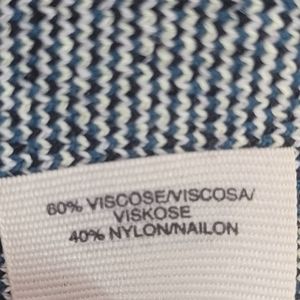 60% VISCOSE/VISCOSA/
VISKOSE
40% NYLON/NAILON